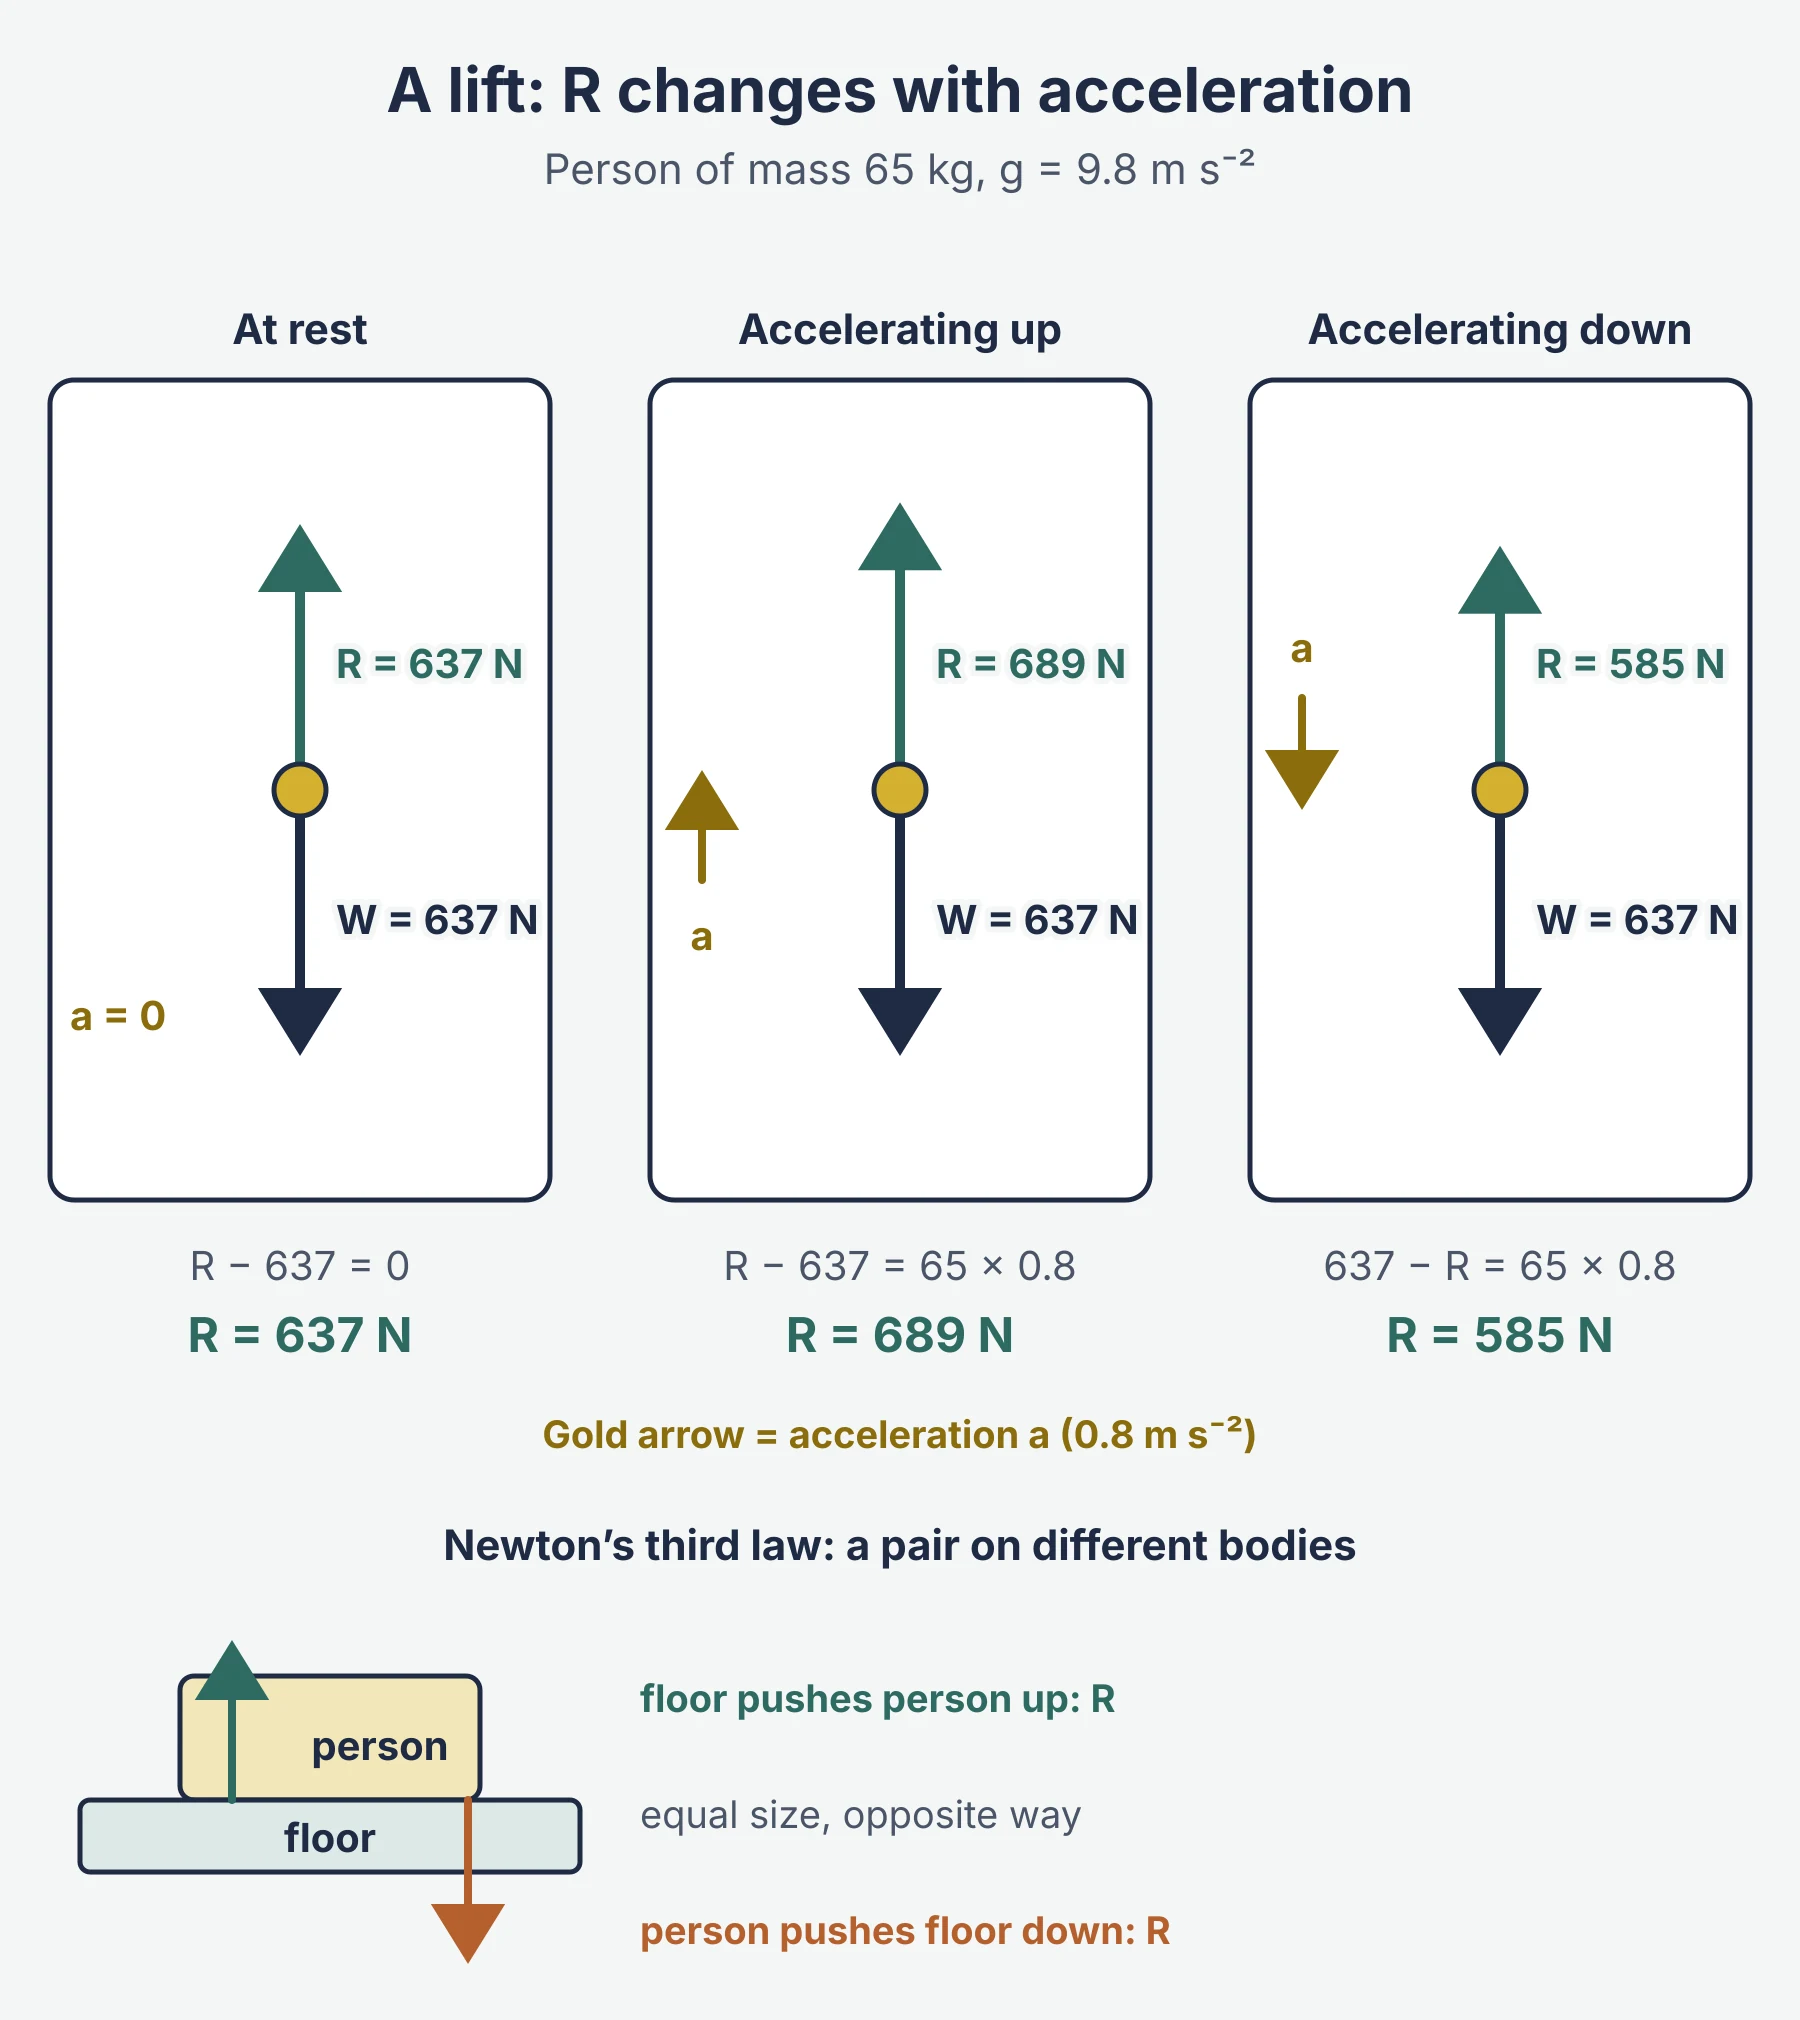 A lift: R changes with acceleration
Person of mass 65 kg, g = 9.8 m s⁻²
At rest
Accelerating up
Accelerating down
R = 637 N
W = 637 N
a = 0
R = 689 N
W = 637 N
a
a
R = 585 N
W = 637 N
R − 637 = 0
R − 637 = 65 × 0.8
637 − R = 65 × 0.8
R = 637 N
R = 689 N
R = 585 N
Gold arrow = acceleration a (0.8 m s⁻²)
Newton’s third law: a pair on different bodies
person
floor
floor pushes person up: R
equal size, opposite way
person pushes floor down: R